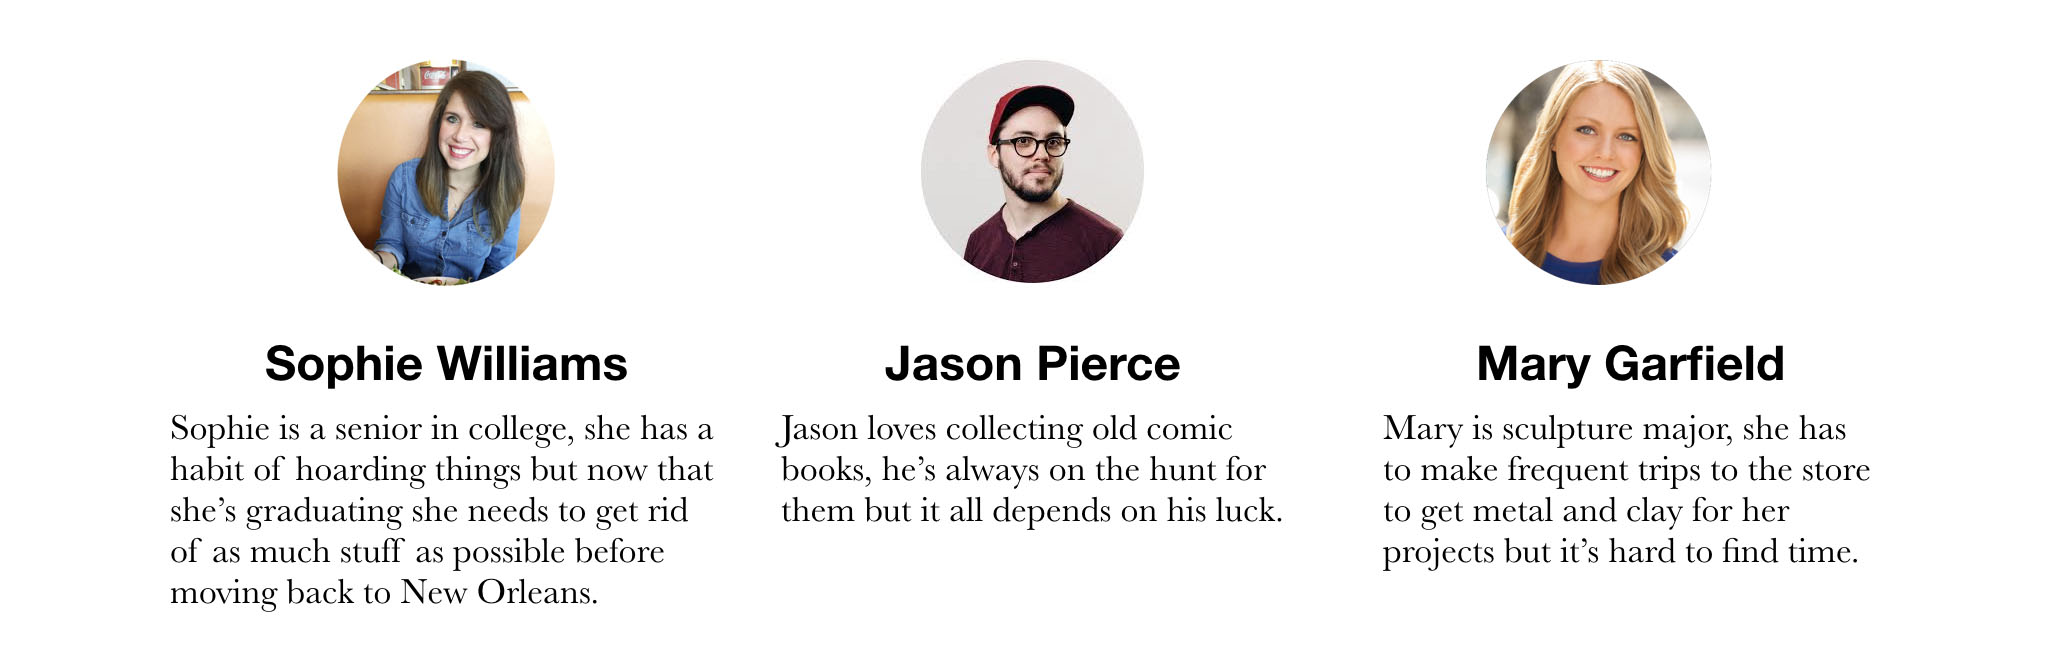 Sophie Williams
Sophie is a senior in college, she has a
habit of hoarding things but now that
she’s graduating she needs to get rid
of as much stuff as possible before
moving back to New Orleans.
Jason Pierce
Jason loves collecting old comic
books, he’s always on the hunt for
them but it all depends on his luck.
Mary Garfield
Mary is sculpture major, she has
to make frequent trips to the store
to get metal and clay for her
projects but it’s hard to find time.